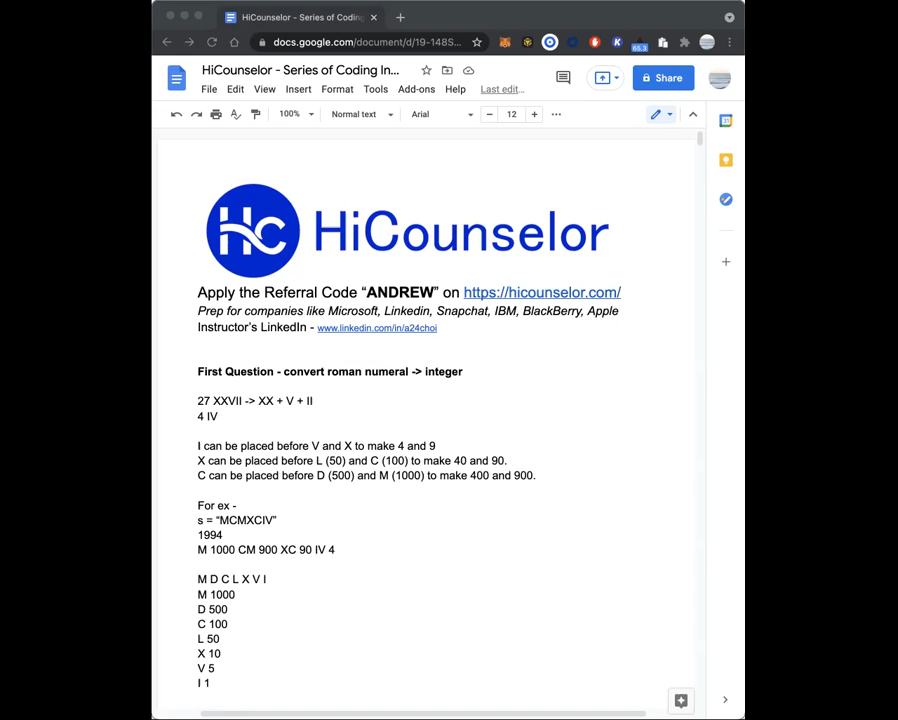 HiCounselor - Series of Coding
docs.google.com/document/d/19-148S...
65.3
HiCounselor - Series of Coding In...
Share
File Edit View Insert Format Tools Add-ons Help Last edit...
100% Normal text Arial 12
31
Hc HiCounselor
Apply the Referral Code “ANDREW” on https://hicounselor.com/
Prep for companies like Microsoft, Linkedin, Snapchat, IBM, BlackBerry, Apple
Instructor's LinkedIn - www.linkedin.com/in/a24choi
First Question - convert roman numeral -> integer
27 XXVII -> XX + V + II
4 IV
I can be placed before V and X to make 4 and 9
X can be placed before L (50) and C (100) to make 40 and 90.
C can be placed before D (500) and M (1000) to make 400 and 900.
For ex -
s = “MCMXCIV”
1994
M 1000 CM 900 XC 90 IV 4
M D C L X V I
M 1000
D 500
C 100
L 50
X 10
V 5
I 1